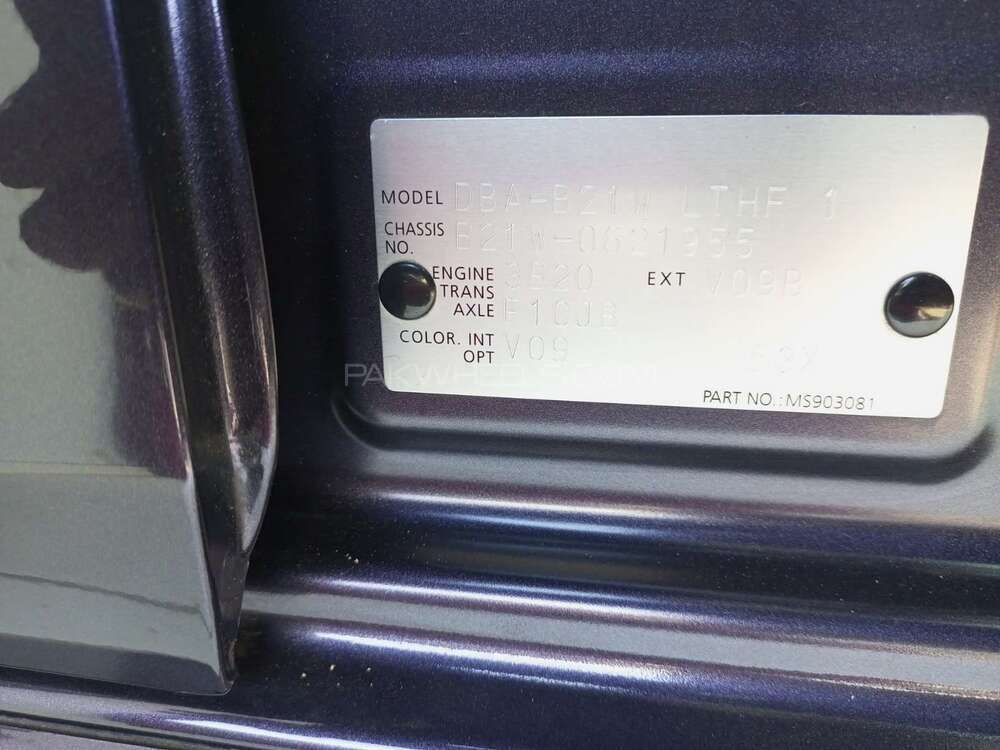 MODEL DBA-B21W LTHF 1
CHASSIS NO. B21W-0621955
ENGINE 3B20 EXT V09B
TRANS AXLE F1CJB
COLOR. INT V09
OPT
PART NO.:MS903081
PAKWHEELS.COM